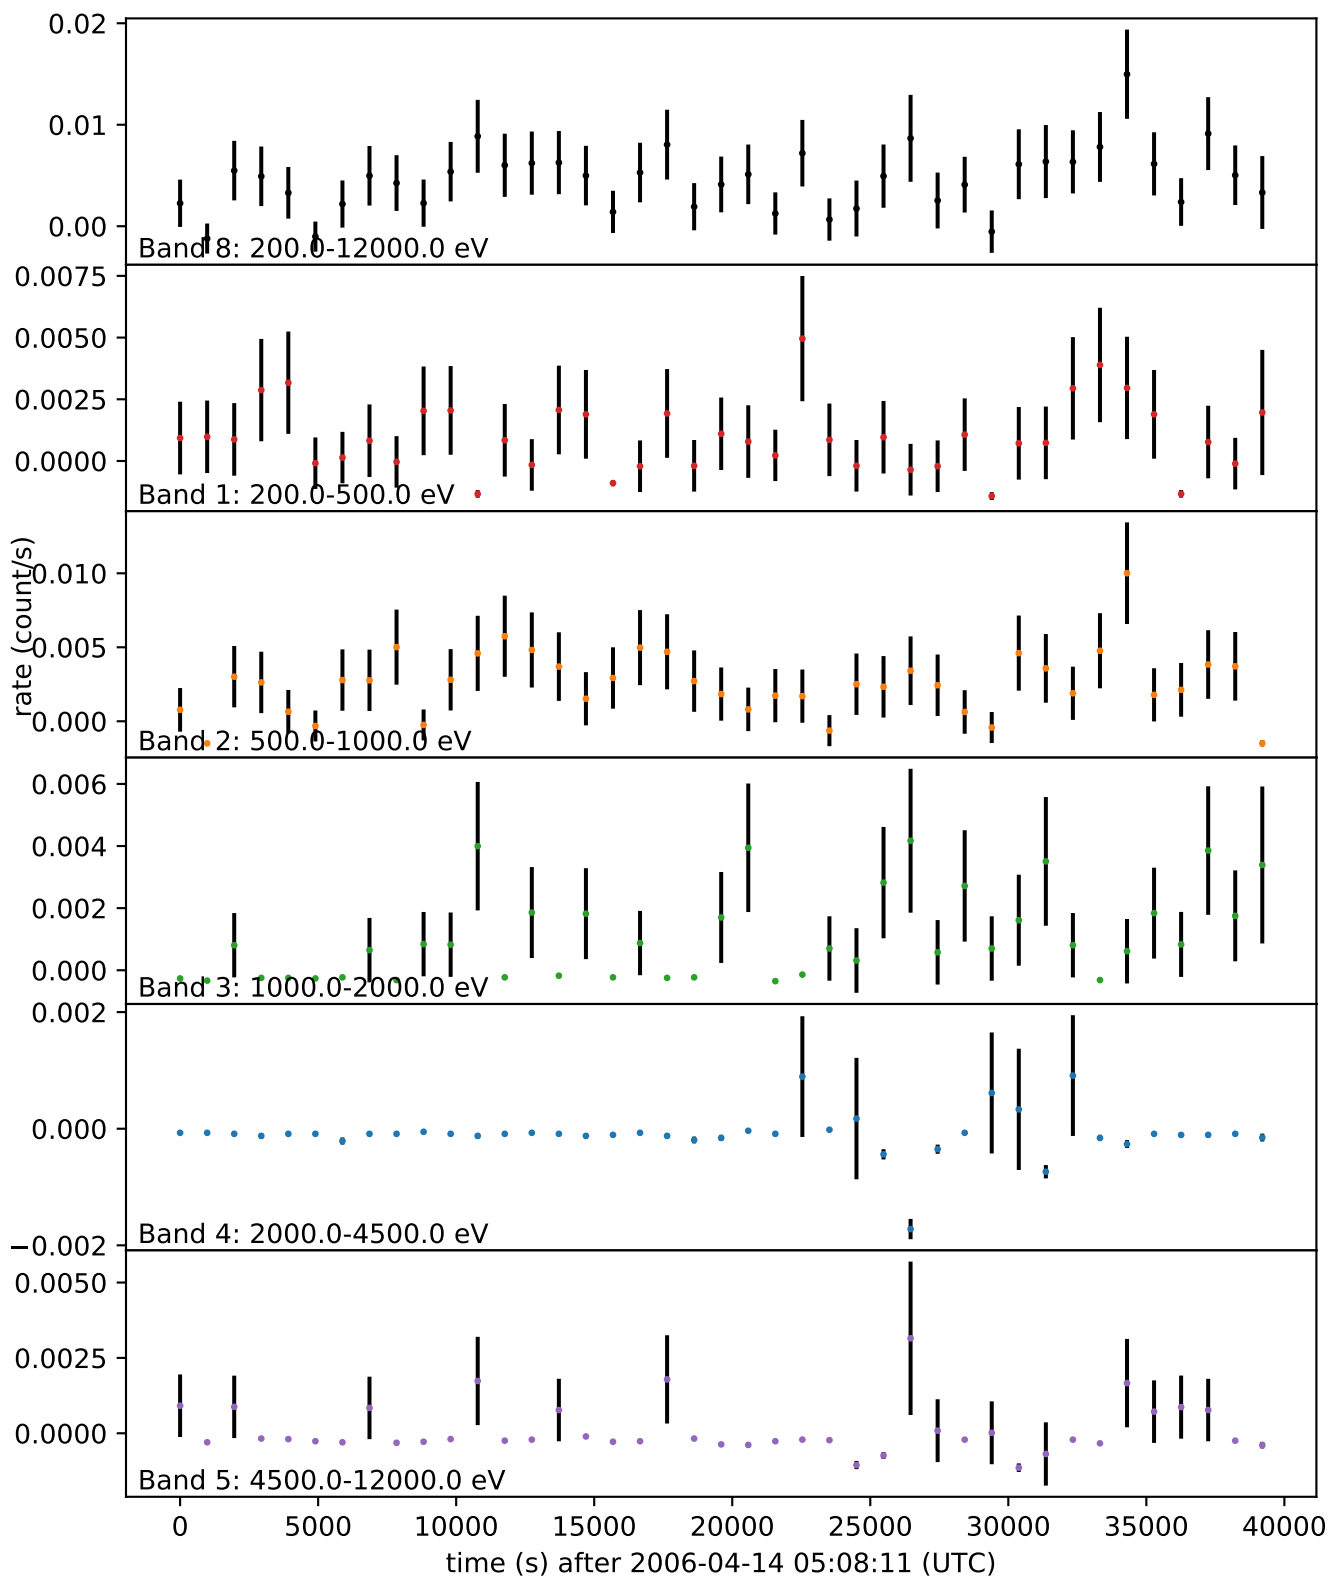 0.02
0.01
0.00
Band 8: 200.0-12000.0 eV
0.0075
0.0050
0.0025
0.0000
Band 1: 200.0-500.0 eV
rate (count/s)
0.010
0.005
0.000
Band 2: 500.0-1000.0 eV
0.006
0.004
0.002
0.000
Band 3: 1000.0-2000.0 eV
0.002
0.000
−0.002
Band 4: 2000.0-4500.0 eV
0.0050
0.0025
0.0000
Band 5: 4500.0-12000.0 eV
0 5000 10000 15000 20000 25000 30000 35000 40000
time (s) after 2006-04-14 05:08:11 (UTC)